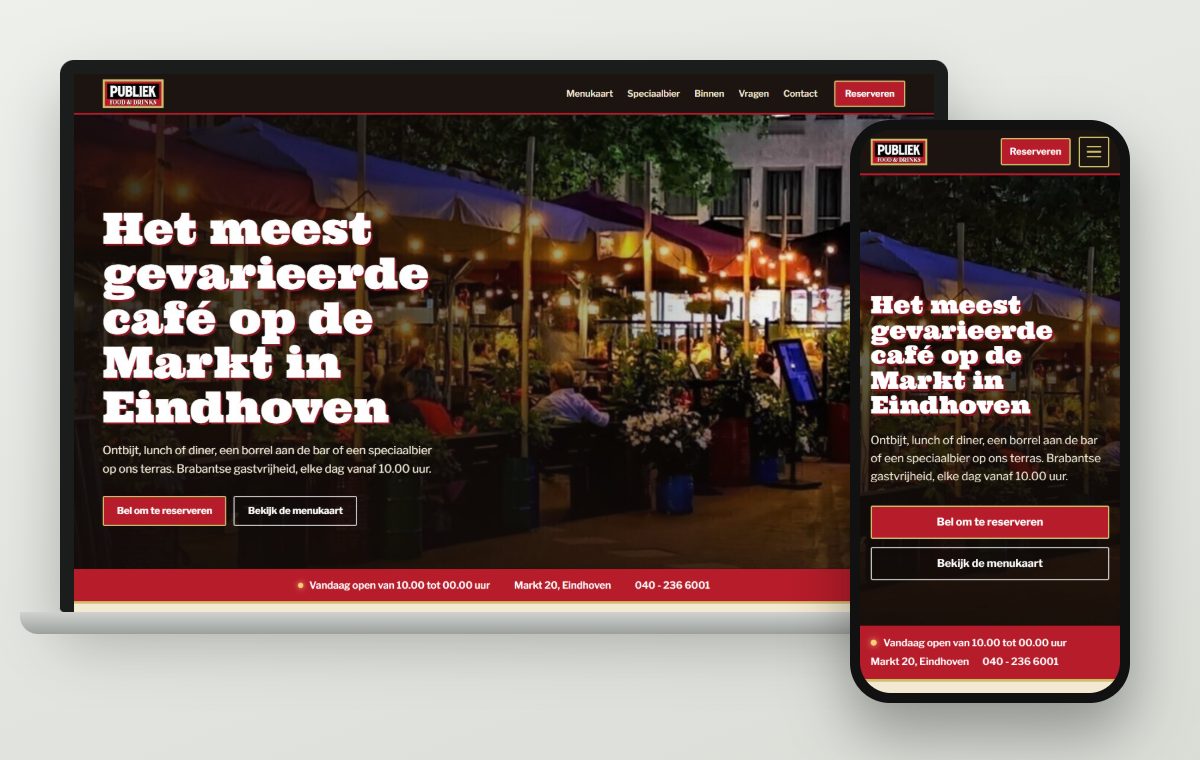 PUBLIEK
FOOD & DRINKS
Menukaart Speciaalbier Binnen Vragen Contact Reserveren
Het meest
gevarieerde
café op de
Markt in
Eindhoven
Ontbijt, lunch of diner, een borrel aan de bar of een speciaalbier
op ons terras. Brabantse gastvrijheid, elke dag vanaf 10.00 uur.
Bel om te reserveren Bekijk de menukaart
Vandaag open van 10.00 tot 00.00 uur Markt 20, Eindhoven 040 - 236 6001
PUBLIEK
FOOD & DRINKS
Reserveren
Het meest
gevarieerde
café op de
Markt in
Eindhoven
Ontbijt, lunch of diner, een borrel aan de bar
of een speciaalbier op ons terras. Brabantse
gastvrijheid, elke dag vanaf 10.00 uur.
Bel om te reserveren
Bekijk de menukaart
Vandaag open van 10.00 tot 00.00 uur
Markt 20, Eindhoven 040 - 236 6001